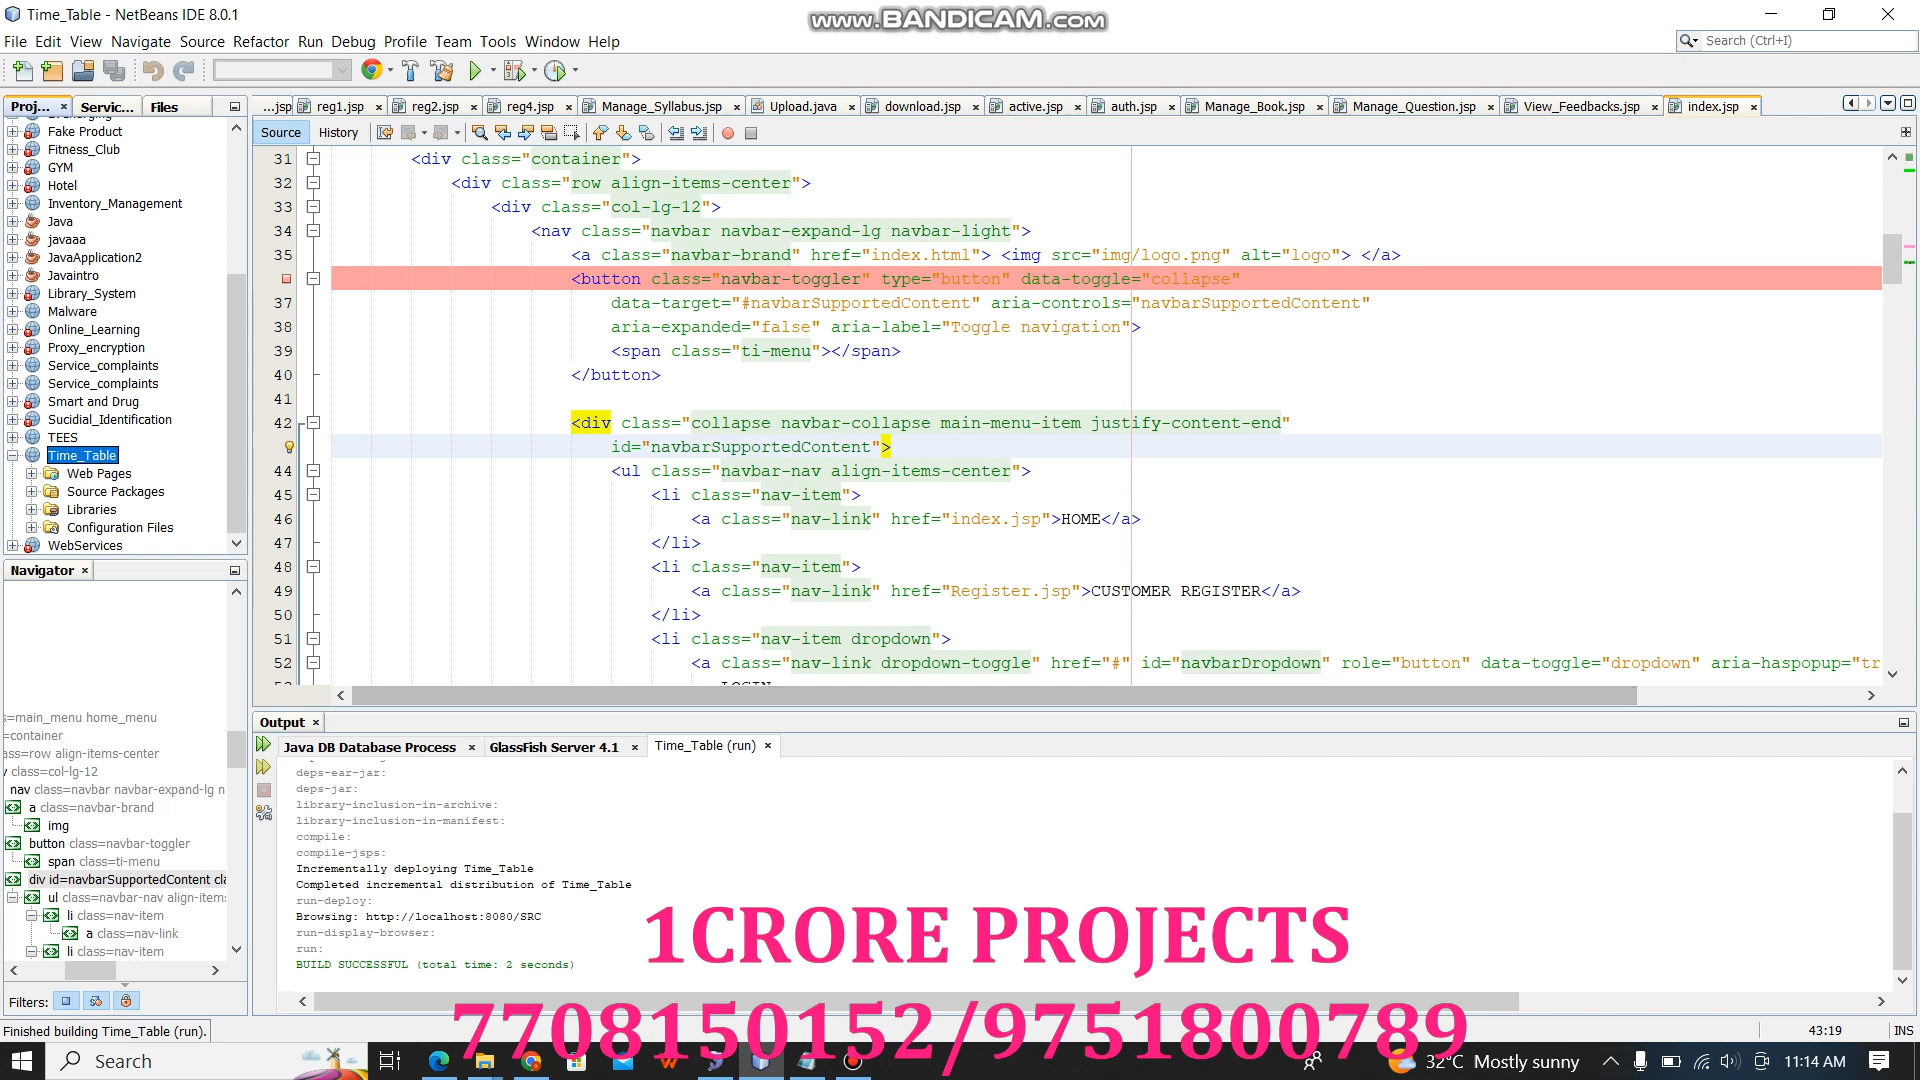 Time_Table - NetBeans IDE 8.0.1
www.BANDICAM.com
File Edit View Navigate Source Refactor Run Debug Profile Team Tools Window Help
Search (Ctrl+I)
Proj... Servic... Files
...jsp reg1.jsp reg2.jsp reg4.jsp Manage_Syllabus.jsp Upload.java download.jsp active.jsp auth.jsp Manage_Book.jsp Manage_Question.jsp View_Feedbacks.jsp index.jsp
Source History
Fake Product
Fitness_Club
GYM
Hotel
Inventory_Management
Java
javaaa
JavaApplication2
Javaintro
Library_System
Malware
Online_Learning
Proxy_encryption
Service_complaints
Service_complaints
Smart and Drug
Sucidial_Identification
TEES
Time_Table
Web Pages
Source Packages
Libraries
Configuration Files
WebServices
31 <div class="container">
32 <div class="row align-items-center">
33 <div class="col-lg-12">
34 <nav class="navbar navbar-expand-lg navbar-light">
35 <a class="navbar-brand" href="index.html"> <img src="img/logo.png" alt="logo"> </a>
<button class="navbar-toggler" type="button" data-toggle="collapse"
37 data-target="#navbarSupportedContent" aria-controls="navbarSupportedContent"
38 aria-expanded="false" aria-label="Toggle navigation">
39 <span class="ti-menu"></span>
40 </button>
41
42 <div class="collapse navbar-collapse main-menu-item justify-content-end"
id="navbarSupportedContent">
44 <ul class="navbar-nav align-items-center">
45 <li class="nav-item">
46 <a class="nav-link" href="index.jsp">HOME</a>
47 </li>
48 <li class="nav-item">
49 <a class="nav-link" href="Register.jsp">CUSTOMER REGISTER</a>
50 </li>
51 <li class="nav-item dropdown">
52 <a class="nav-link dropdown-toggle" href="#" id="navbarDropdown" role="button" data-toggle="dropdown" aria-haspopup="tr
LOGIN
Navigator
s=main_menu home_menu
=container
ass=row align-items-center
v class=col-lg-12
nav class=navbar navbar-expand-lg n
a class=navbar-brand
img
button class=navbar-toggler
span class=ti-menu
div id=navbarSupportedContent cla
ul class=navbar-nav align-items
li class=nav-item
a class=nav-link
li class=nav-item
Filters:
Output
Java DB Database Process GlassFish Server 4.1 Time_Table (run)
deps-ear-jar:
deps-jar:
library-inclusion-in-archive:
library-inclusion-in-manifest:
compile:
compile-jsps:
Incrementally deploying Time_Table
Completed incremental distribution of Time_Table
run-deploy:
Browsing: http://localhost:8080/SRC
run-display-browser:
run:
BUILD SUCCESSFUL (total time: 2 seconds)
1CRORE PROJECTS
7708150152/9751800789
Finished building Time_Table (run).
43:19 INS
Search
32°C Mostly sunny
11:14 AM